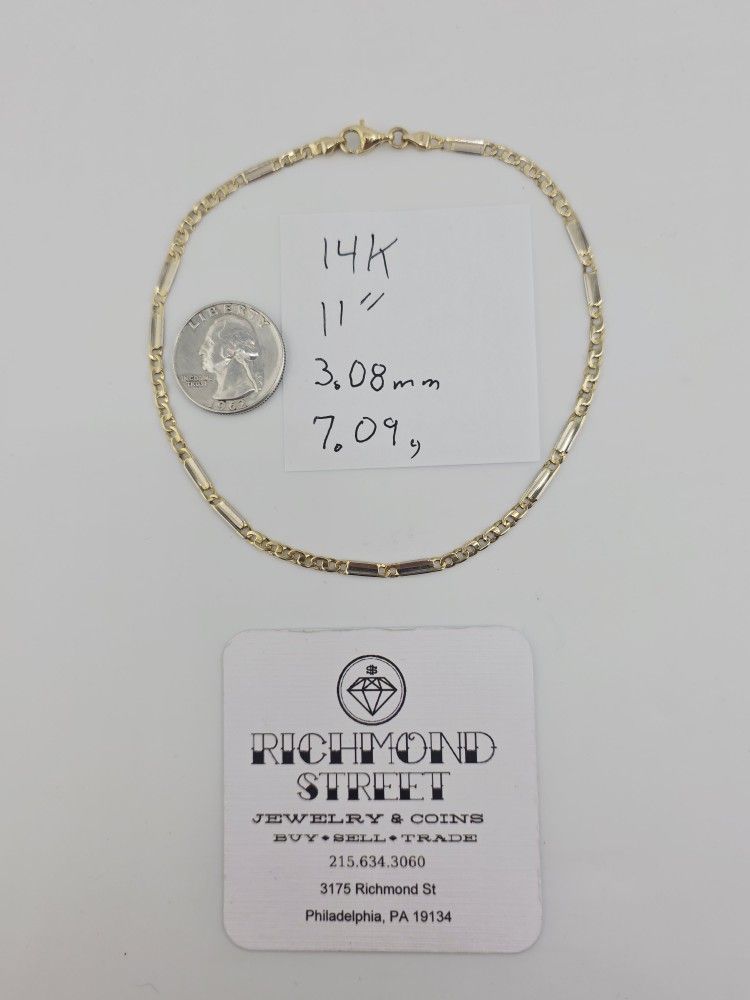 14K
11"
3.08mm
7.09g
LIBERTY
IN GOD WE
TRUST
1962
$
RICHMOND
STREET
JEWELRY & COINS
BUY • SELL • TRADE
215.634.3060
3175 Richmond St
Philadelphia, PA 19134